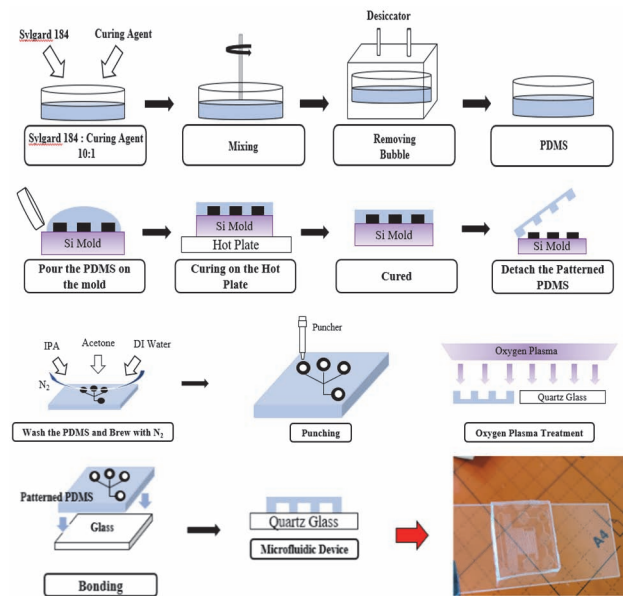 Sylgard 184
Curing Agent
Desiccator
Sylgard 184 : Curing Agent
10:1
Mixing
Removing
Bubble
PDMS
Si Mold
Pour the PDMS on
the mold
Si Mold
Hot Plate
Curing on the Hot
Plate
Si Mold
Cured
Si Mold
Detach the Patterned
PDMS
IPA
Acetone
DI Water
N₂
Wash the PDMS and Brew with N₂
Puncher
Punching
Oxygen Plasma
Quartz Glass
Oxygen Plasma Treatment
Patterned PDMS
Glass
Bonding
Quartz Glass
Microfluidic Device
A4